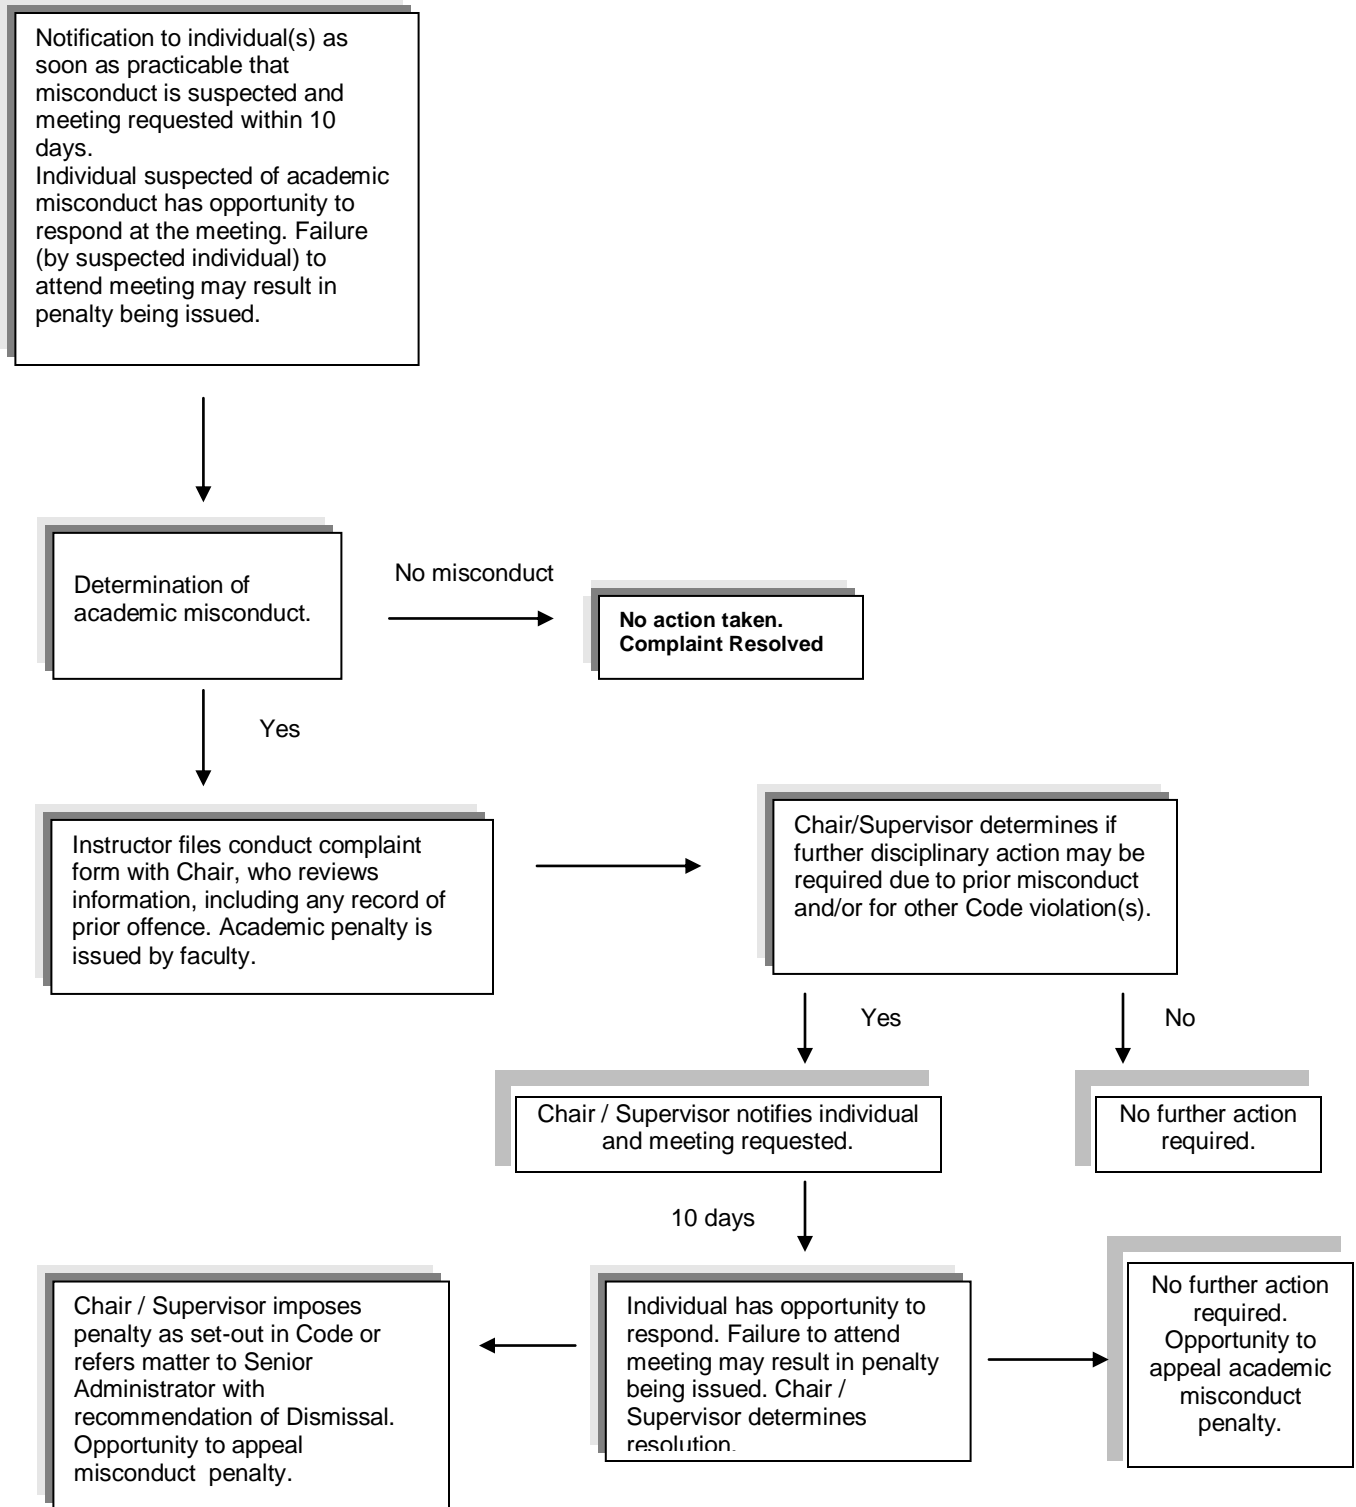 Notification to individual(s) as
soon as practicable that
misconduct is suspected and
meeting requested within 10
days.
Individual suspected of academic
misconduct has opportunity to
respond at the meeting. Failure
(by suspected individual) to
attend meeting may result in
penalty being issued.
Determination of
academic misconduct.
No misconduct
No action taken.
Complaint Resolved
Yes
Instructor files conduct complaint
form with Chair, who reviews
information, including any record of
prior offence. Academic penalty is
issued by faculty.
Chair/Supervisor determines if
further disciplinary action may be
required due to prior misconduct
and/or for other Code violation(s).
Yes
No
Chair / Supervisor notifies individual
and meeting requested.
No further action
required.
10 days
Chair / Supervisor imposes
penalty as set-out in Code or
refers matter to Senior
Administrator with
recommendation of Dismissal.
Opportunity to appeal
misconduct  penalty.
Individual has opportunity to
respond. Failure to attend
meeting may result in penalty
being issued. Chair /
Supervisor determines
resolution.
No further action
required.
Opportunity to
appeal academic
misconduct
penalty.